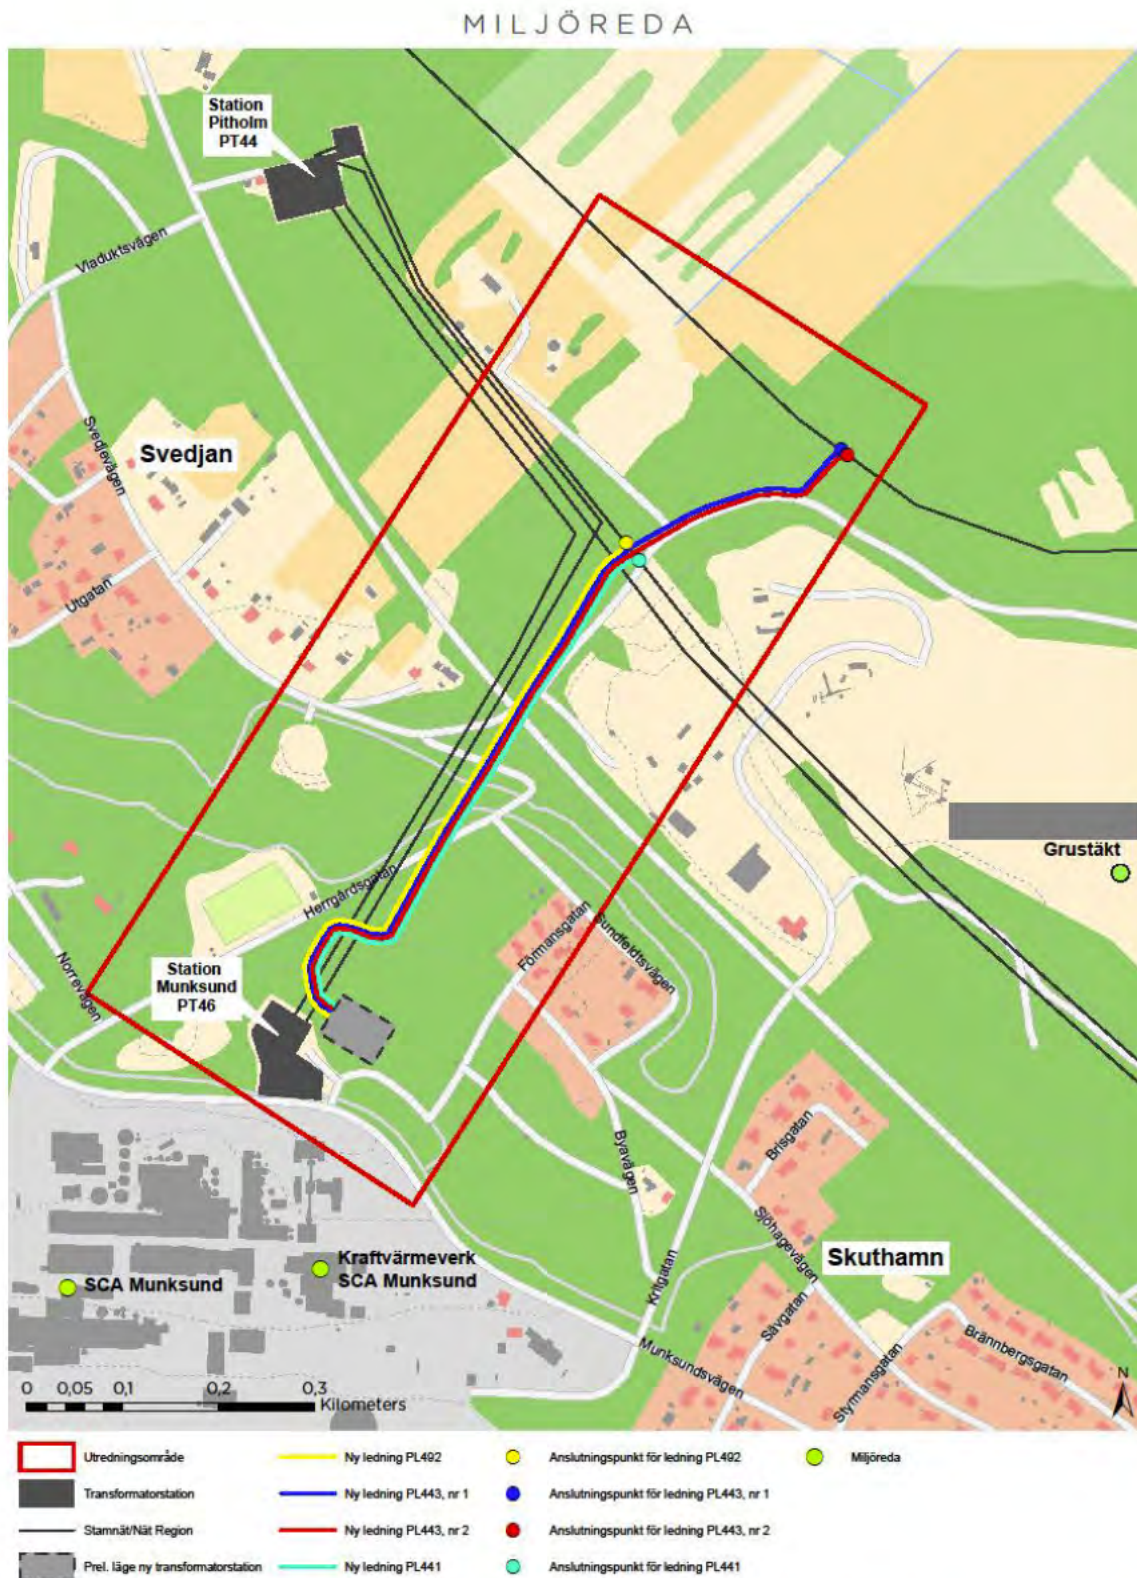 MILJÖREDA
Station
Pitholm
PT44
Viaduktsvägen
Svedjevägen
Svedjan
Utgatan
Herrgårdsgatan
Norrevägen
Station
Munksund
PT46
Förmansgatan
Sundfeldtsvägen
Grustäkt
Byavägen
Brisgatan
Sjöhagevägen
Skuthamn
Kritgatan
Sävgatan
Brännbergsgatan
Styrmansgatan
Munksundsvägen
Kraftvärmeverk
SCA Munksund
SCA Munksund
0 0,05 0,1 0,2 0,3
Kilometers
N
Utredningsområde
Transformatorstation
Stamnät/Nät Region
Prel. läge ny transformatorstation
Ny ledning PL492
Ny ledning PL443, nr 1
Ny ledning PL443, nr 2
Ny ledning PL441
Anslutningspunkt för ledning PL492
Anslutningspunkt för ledning PL443, nr 1
Anslutningspunkt för ledning PL443, nr 2
Anslutningspunkt för ledning PL441
Miljöreda